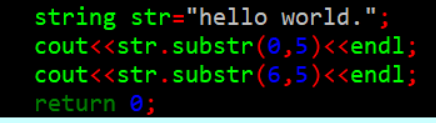 string str="hello world.";
cout<<str.substr(0,5)<<endl;
cout<<str.substr(6,5)<<endl;
return 0;